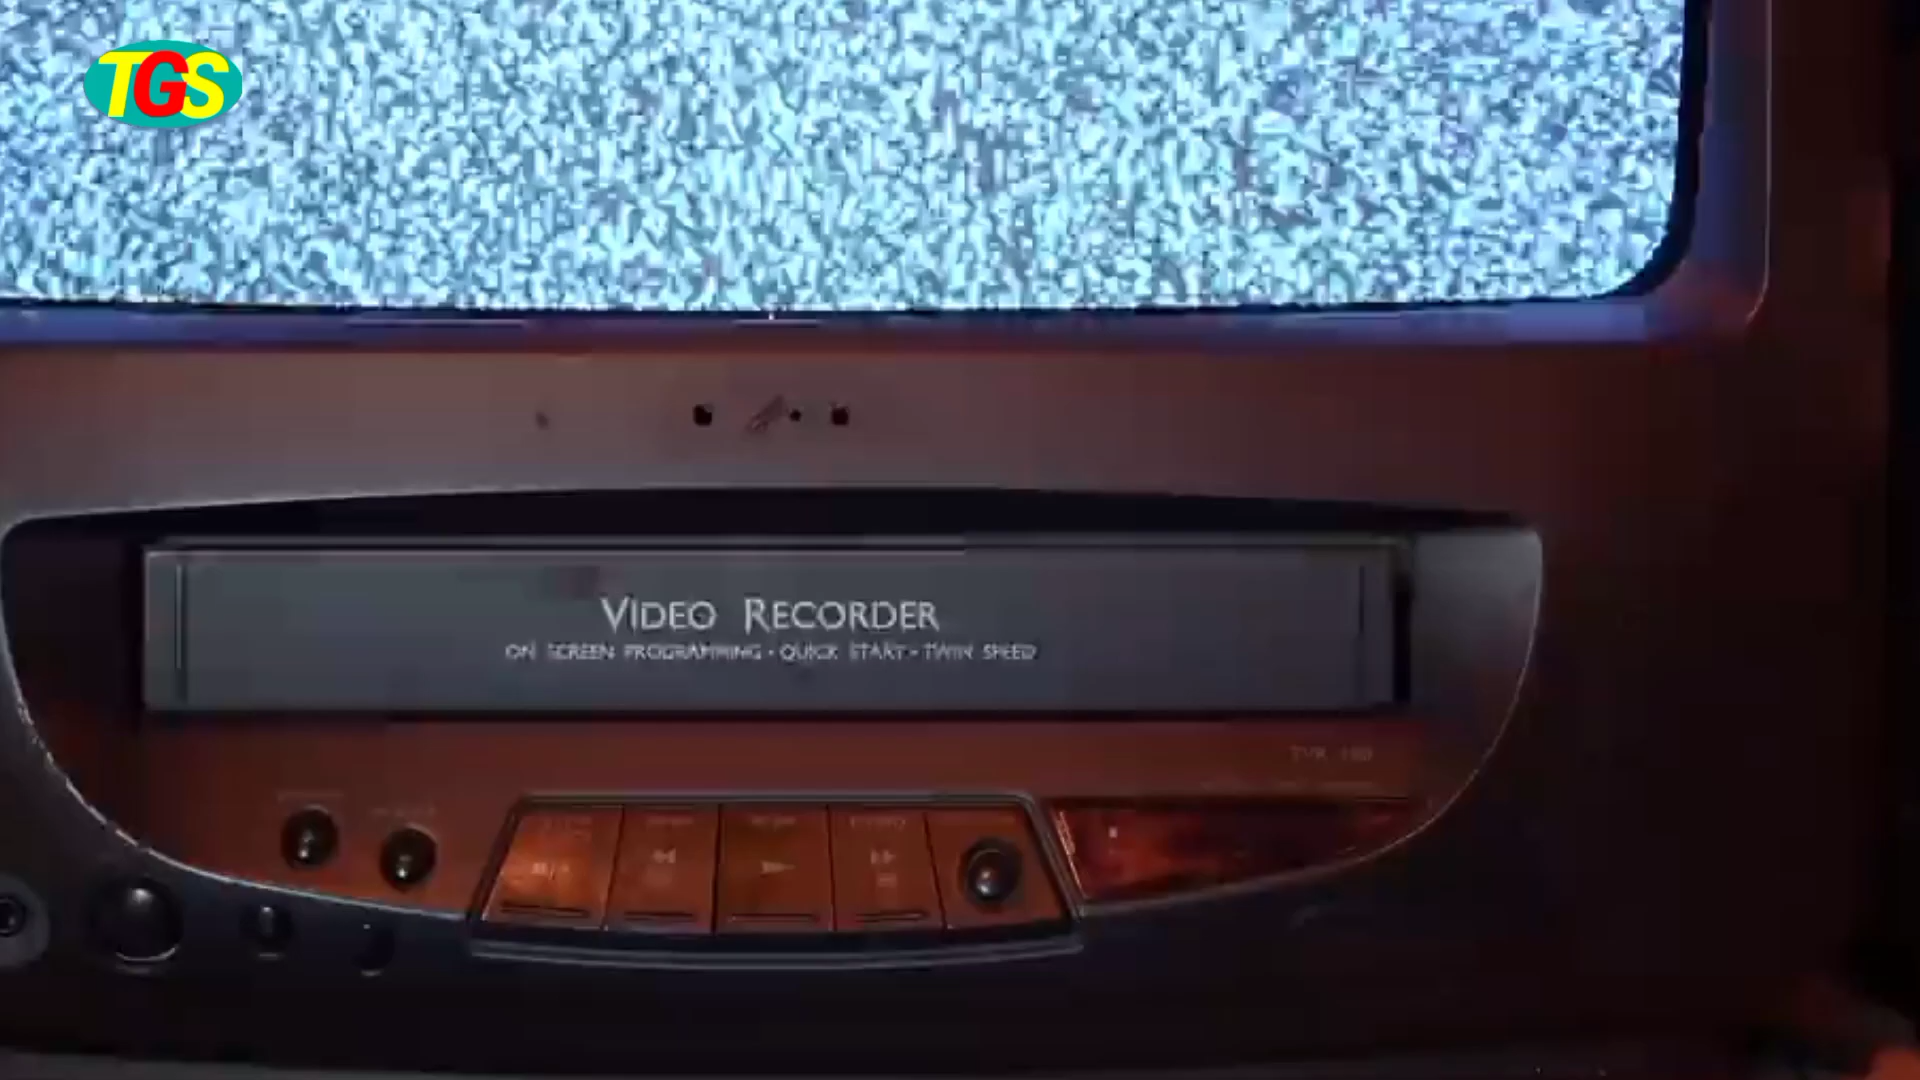 TGS
VIDEO RECORDER
ON SCREEN PROGRAMMING • QUICK START • TWIN SPEED